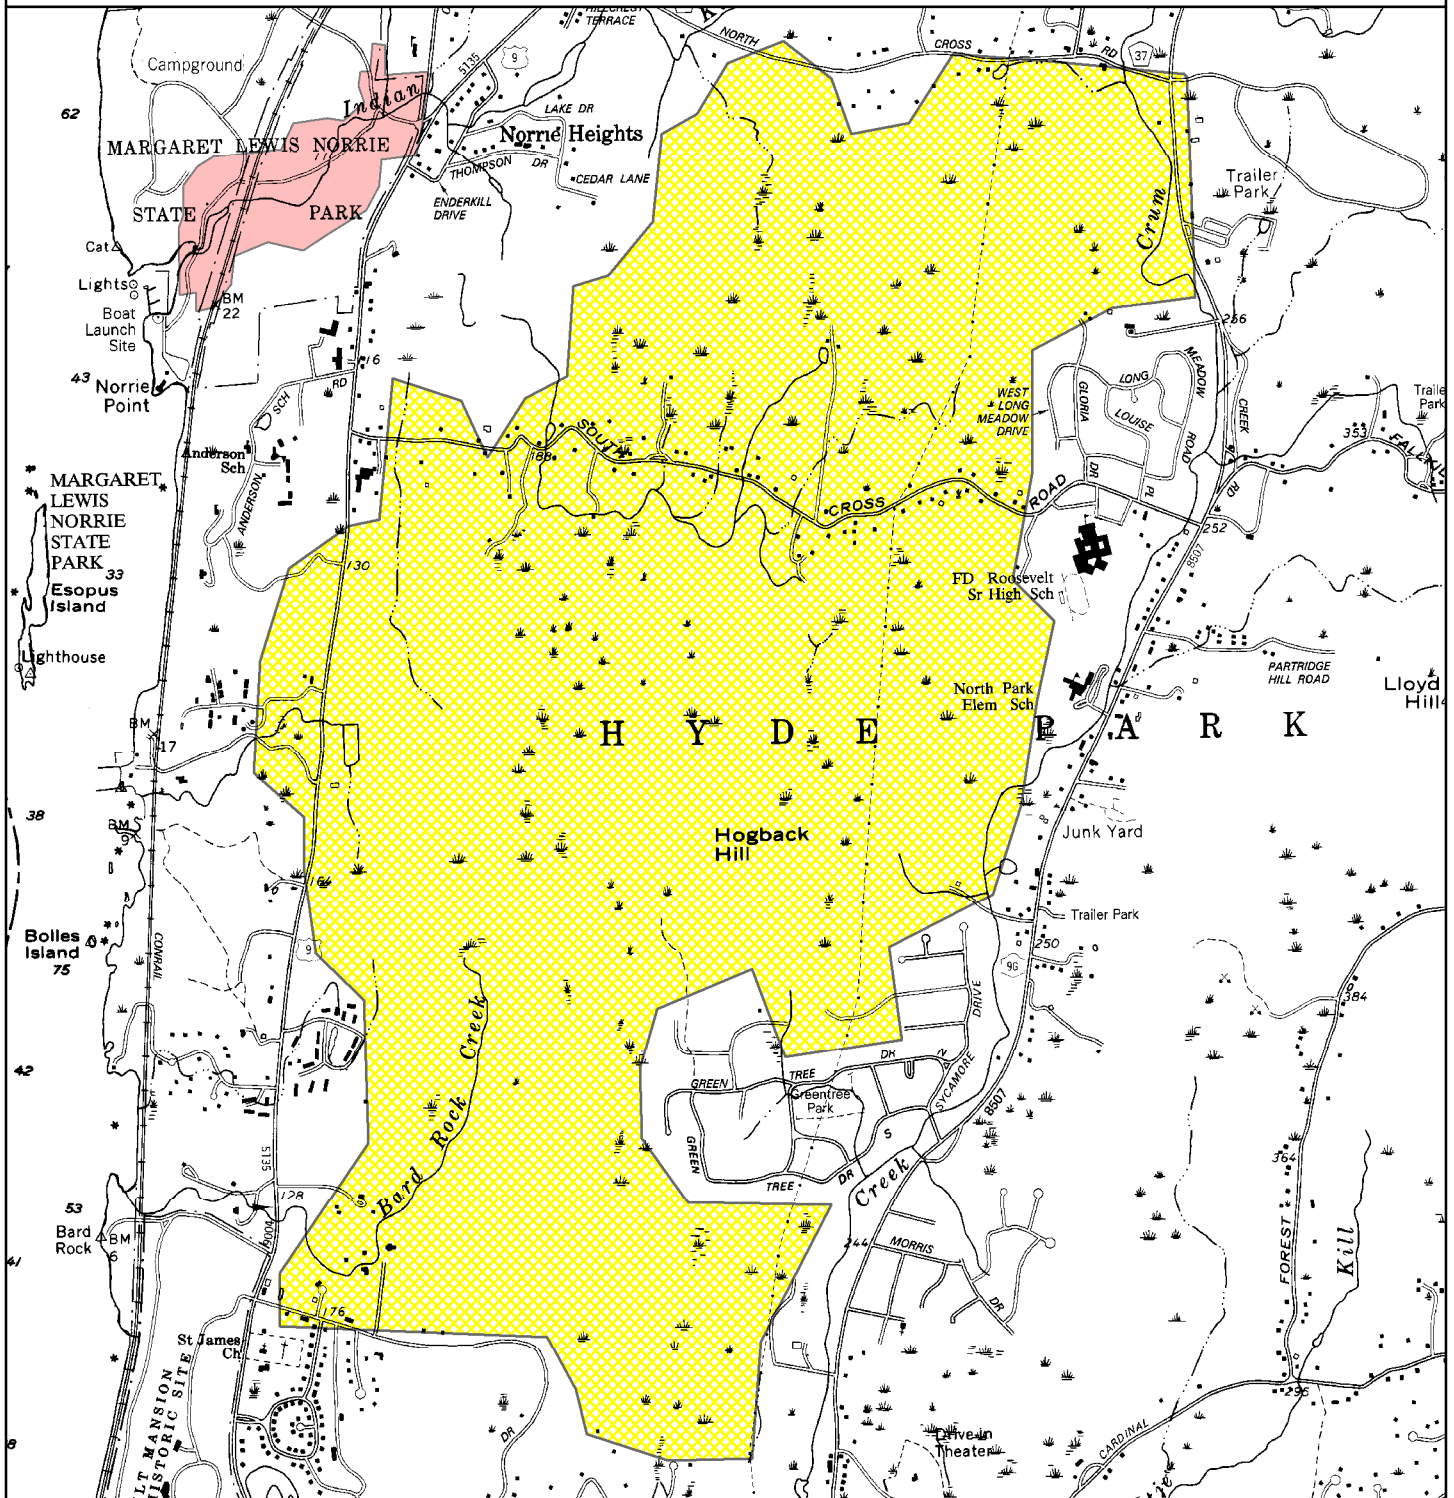 HILLCREST
TERRACE
NORTH
CROSS
RD
37
9
5135
Campground
Indian
LAKE DR
Norrie Heights
62
MARGARET LEWIS NORRIE
THOMPSON DR
CEDAR LANE
STATE PARK
ENDERKILL
DRIVE
Trailer
Park
Crum
Cat
Lights
BM
22
Boat
Launch
Site
256
16
43
Norrie
Point
RD
SCH
MEADOW
LONG
WEST
LONG
MEADOW
DRIVE
GLORIA
LOUISE
ROAD
CREEK
353
SOUTH
188
Anderson
Sch
MARGARET
LEWIS
NORRIE
STATE
PARK
ANDERSON
CROSS
ROAD
DR
PL
RD
252
8507
33
Esopus
Island
130
FD Roosevelt
Sr High Sch
Lighthouse
PARTRIDGE
HILL ROAD
North Park
Elem Sch
Lloyd
Hill
BM
17
HYDE PARK
38
BM
9
Hogback
Hill
Junk Yard
164
Trailer Park
Bolles
Island
75
CONRAIL
9
250
9G
384
DRIVE
42
DR
N
TREE
GREEN
SYCAMORE
Greentree
Park
8507
Bard Rock Creek
GREEN
S
364
5135
TREE
DR
Creek
128
53
Bard
Rock
BM
6
9004
244
MORRIS
FOREST
Kill
41
DR
176
St James
Ch
MANSION
HISTORIC SITE
296
DR
CARDINAL
Drive-in
Theater
8